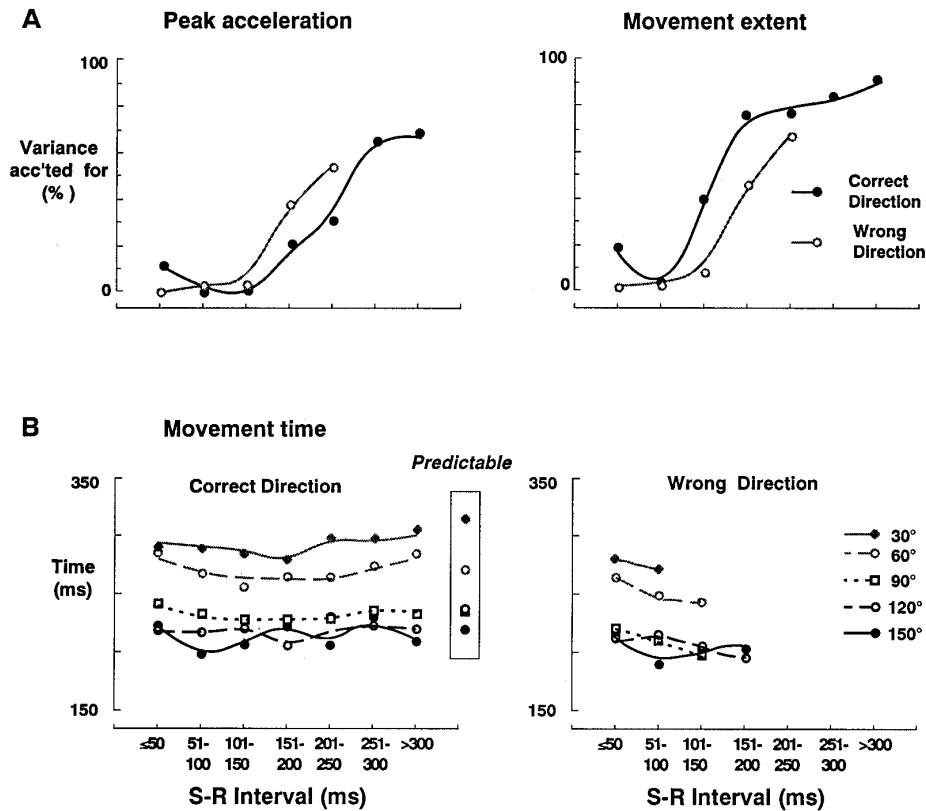 A
Peak acceleration
Movement extent
100
100
Variance
acc'ted for
(%)
Correct
Direction
Wrong
Direction
0
0
B
Movement time
Predictable
350
350
Correct Direction
Wrong Direction
Time
(ms)
30°
60°
90°
120°
150°
150
150
≤50 51- 101- 151- 201- 251- >300
100 150 200 250 300
≤50 51- 101- 151- 201- 251- >300
100 150 200 250 300
S-R Interval (ms)
S-R Interval (ms)